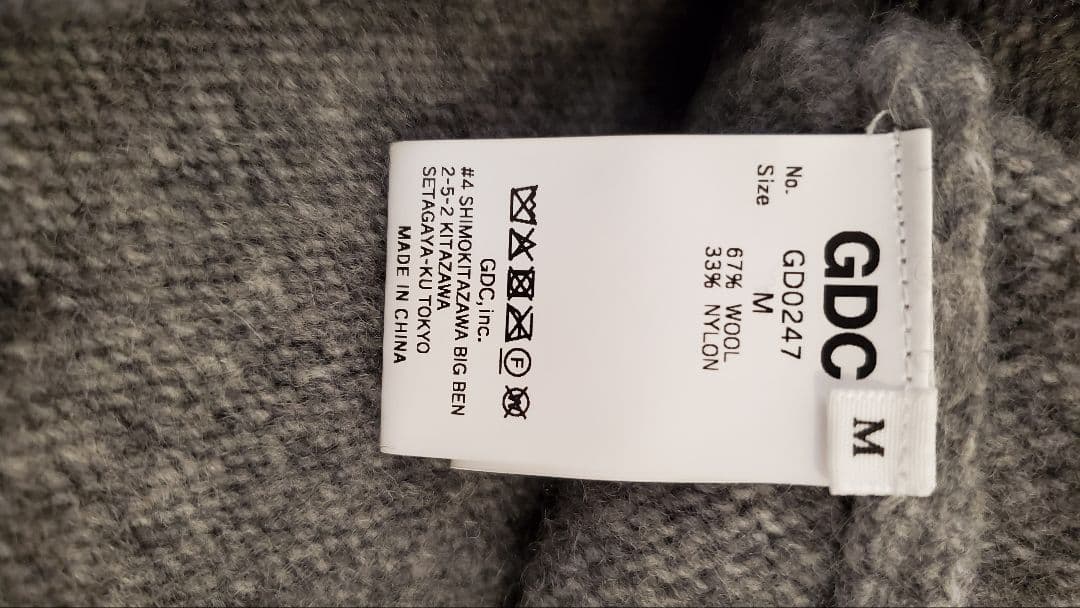 GDC
M
No. GD0247
Size M
67% WOOL
33% NYLON
F W
GDC,inc.
#4 SHIMOKITAZAWA BIG BEN
2-5-2 KITAZAWA
SETAGAYA-KU TOKYO
MADE IN CHINA